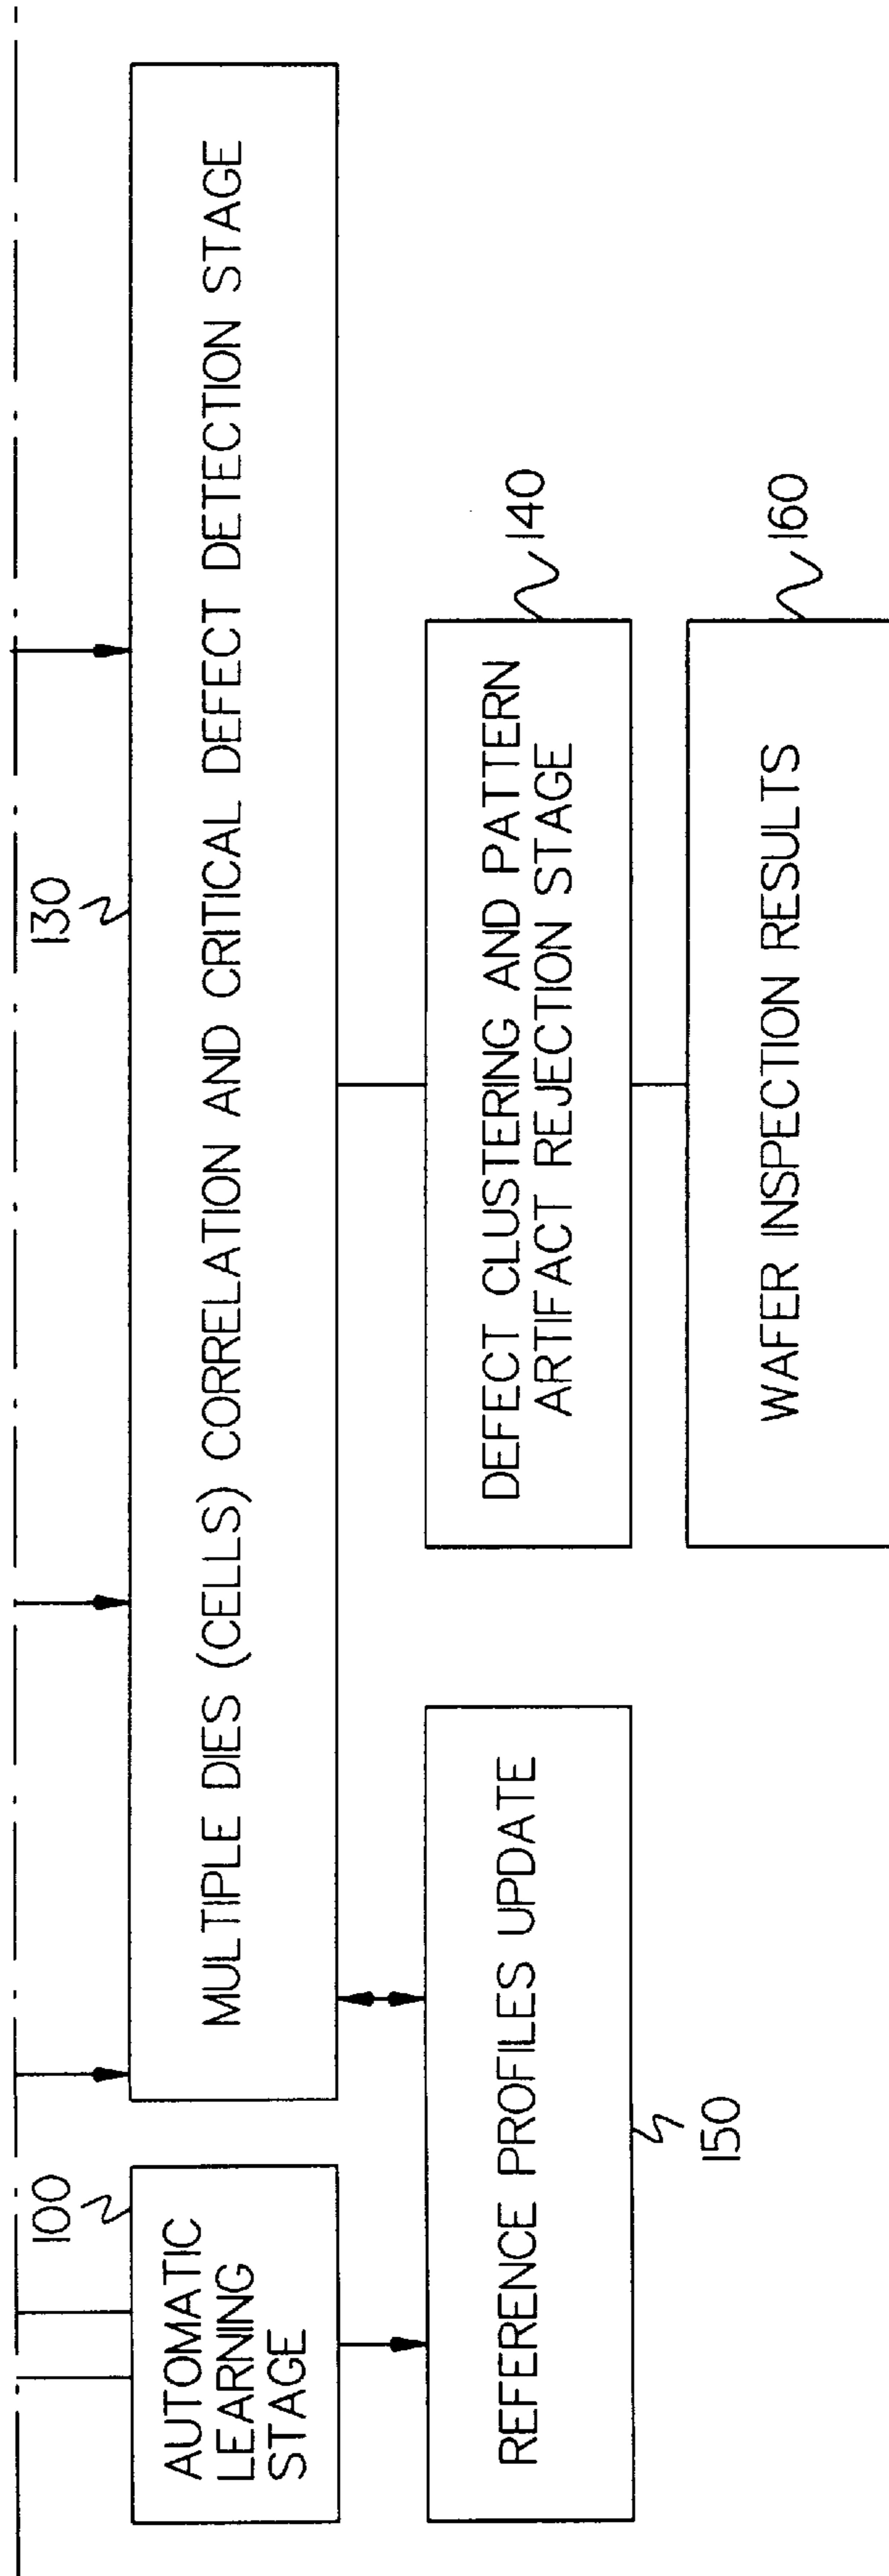 100
AUTOMATIC
LEARNING
STAGE
130
MULTIPLE DIES (CELLS) CORRELATION AND CRITICAL DEFECT DETECTION STAGE
REFERENCE PROFILES UPDATE
150
DEFECT CLUSTERING AND PATTERN
ARTIFACT REJECTION STAGE
140
WAFER INSPECTION RESULTS
160